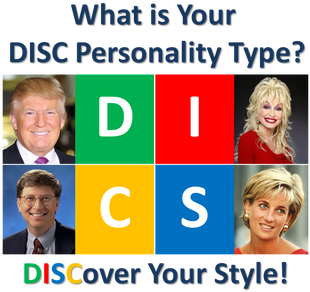 What is Your
DISC Personality Type?
D I
C S
DISCover Your Style!